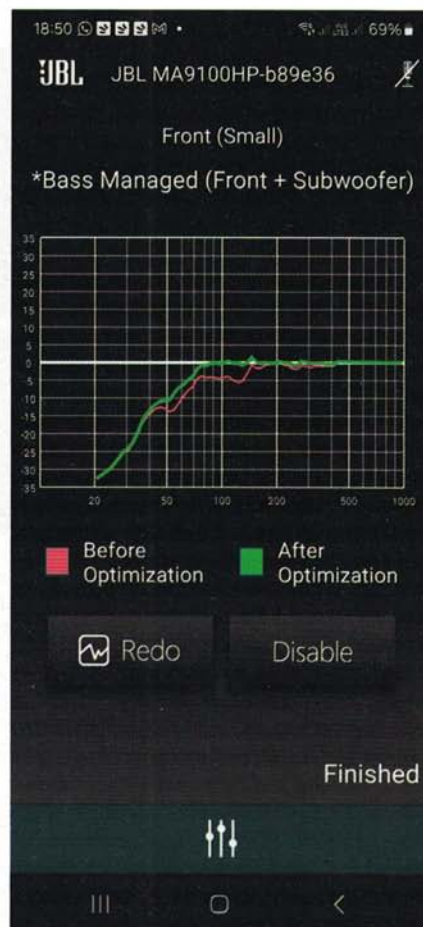 18:50 69%
JBL JBL MA9100HP-b89e36
Front (Small)
*Bass Managed (Front + Subwoofer)
35
30
25
20
15
10
5
0
-5
-10
-15
-20
-25
-30
-35
20 50 100 200 500 1000
Before
Optimization
After
Optimization
Redo
Disable
Finished